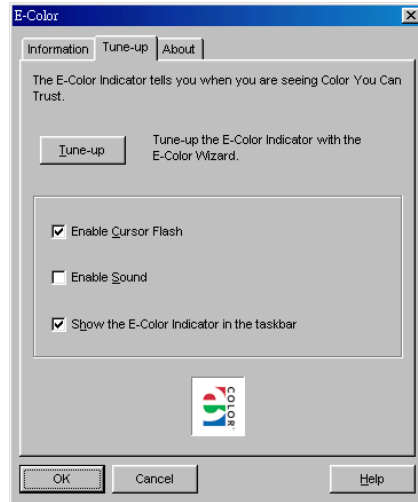 E-Color
Information Tune-up About
The E-Color Indicator tells you when you are seeing Color You Can
Trust.
Tune-up
Tune-up the E-Color Indicator with the
E-Color Wizard.
Enable Cursor Flash
Enable Sound
Show the E-Color Indicator in the taskbar
e COLOR
OK Cancel Help